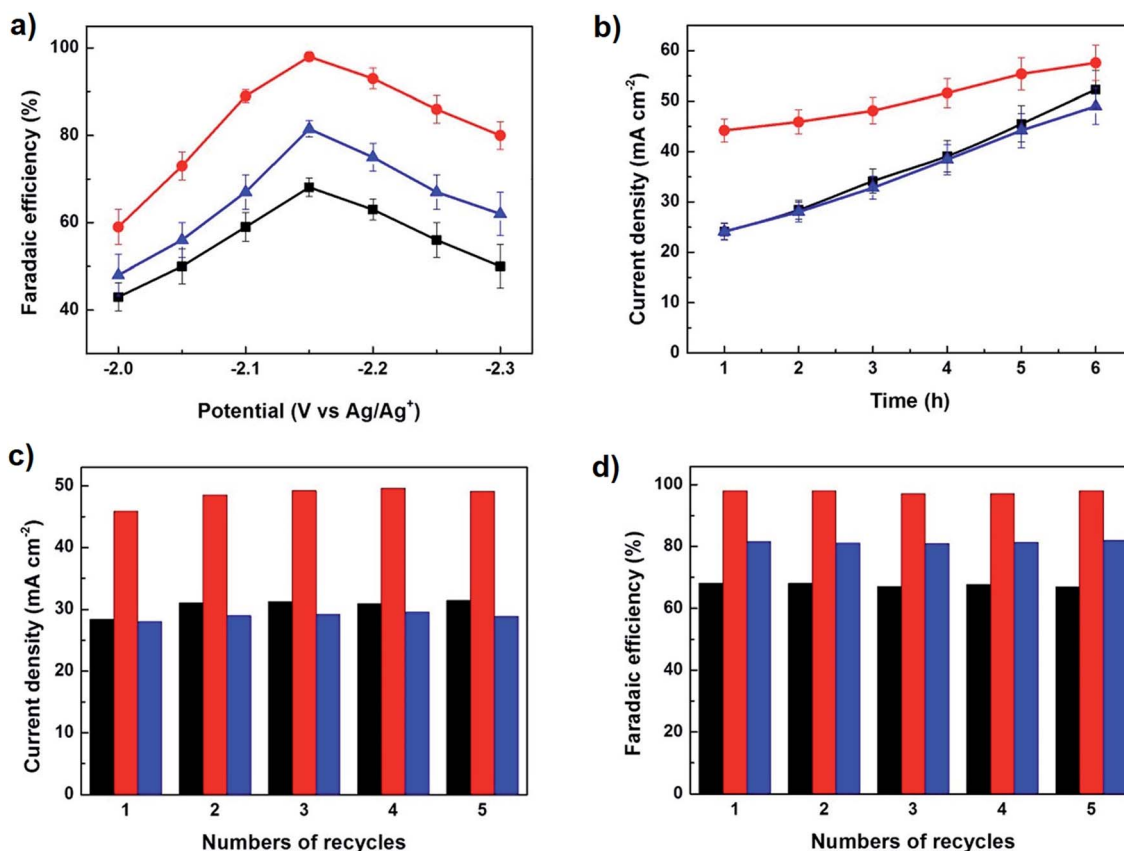 a)
Faradaic efficiency (%)
100
80
60
40
-2.0 -2.1 -2.2 -2.3
Potential (V vs Ag/Ag⁺)
b)
Current density (mA cm⁻²)
60
50
40
30
20
10
0
1 2 3 4 5 6
Time (h)
c)
Current density (mA cm⁻²)
50
40
30
20
10
0
1 2 3 4 5
Numbers of recycles
d)
Faradaic efficiency (%)
100
80
60
40
20
0
1 2 3 4 5
Numbers of recycles